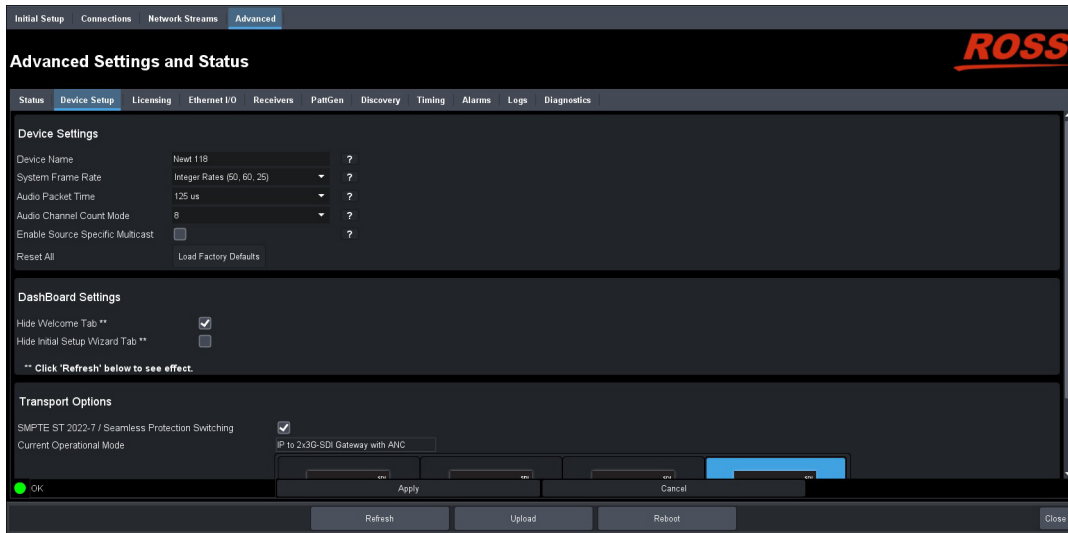 Initial Setup Connections Network Streams Advanced
ROSS
Advanced Settings and Status
Status Device Setup Licensing Ethernet I/O Receivers PattGen Discovery Timing Alarms Logs Diagnostics
Device Settings
Device Name Newt 118 ?
System Frame Rate Integer Rates (50, 60, 25) ?
Audio Packet Time 125 us ?
Audio Channel Count Mode 8 ?
Enable Source Specific Multicast ?
Reset All Load Factory Defaults
DashBoard Settings
Hide Welcome Tab **
Hide Initial Setup Wizard Tab **
** Click 'Refresh' below to see effect.
Transport Options
SMPTE ST 2022-7 / Seamless Protection Switching
Current Operational Mode IP to 2x3G-SDI Gateway with ANC
SDI SDI SDI SDI
OK Apply Cancel
Refresh Upload Reboot Close